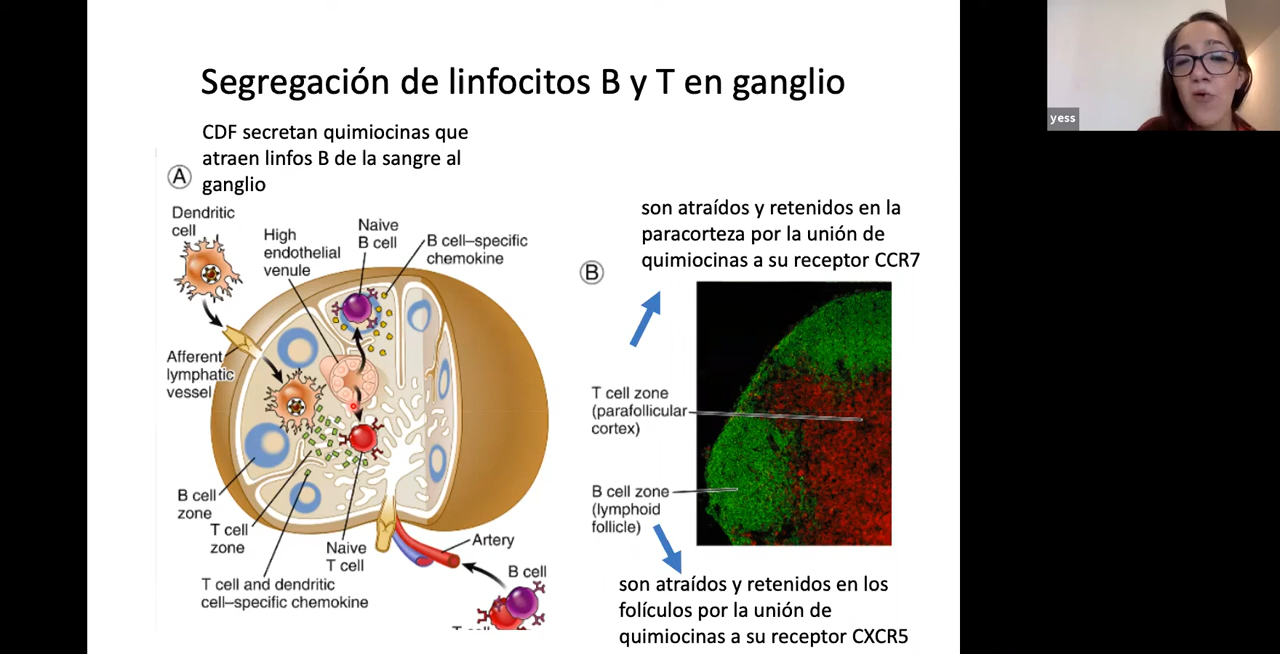 Segregación de linfocitos B y T en ganglio
CDF secretan quimiocinas que
atraen linfos B de la sangre al
ganglio
A
Dendritic
cell
High
endothelial
venule
Naive
B cell
B cell–specific
chemokine
Afferent
lymphatic
vessel
B cell
zone
T cell
zone
Naive
T cell
T cell and dendritic
cell–specific chemokine
Artery
B cell
T cell
B
son atraídos y retenidos en la
paracorteza por la unión de
quimiocinas a su receptor CCR7
T cell zone
(parafollicular
cortex)
B cell zone
(lymphoid
follicle)
son atraídos y retenidos en los
folículos por la unión de
quimiocinas a su receptor CXCR5
yess